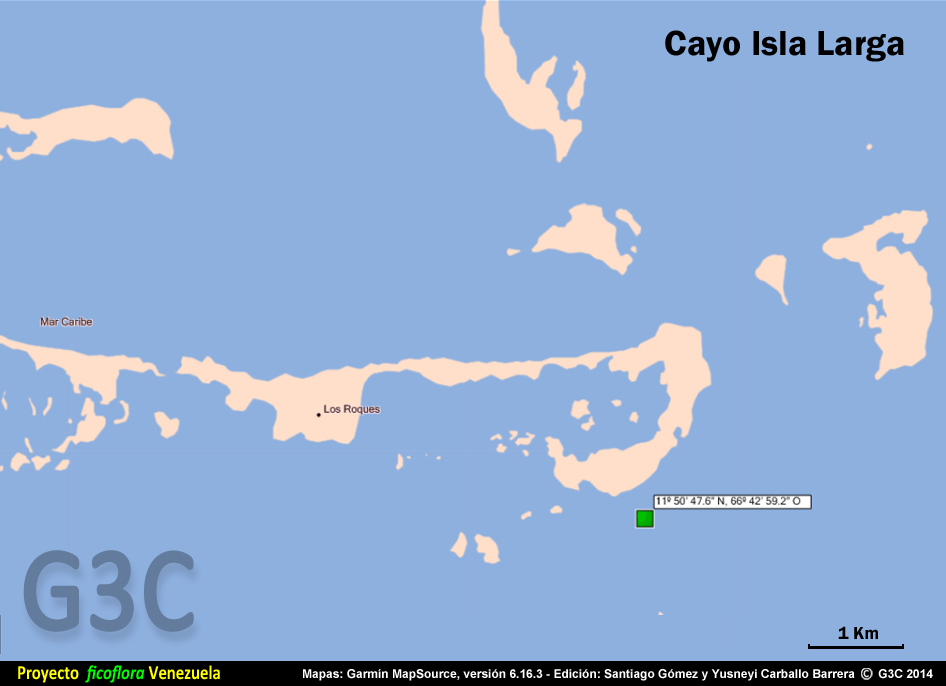 Cayo Isla Larga
Mar Caribe
Los Roques
11º 50' 47.6" N, 66º 42' 59.2" O
G3C
1 Km
Proyecto ficoflora Venezuela
Mapas: Garmin MapSource, versión 6.16.3 - Edición: Santiago Gómez y Yusneyi Carballo Barrera © G3C 2014